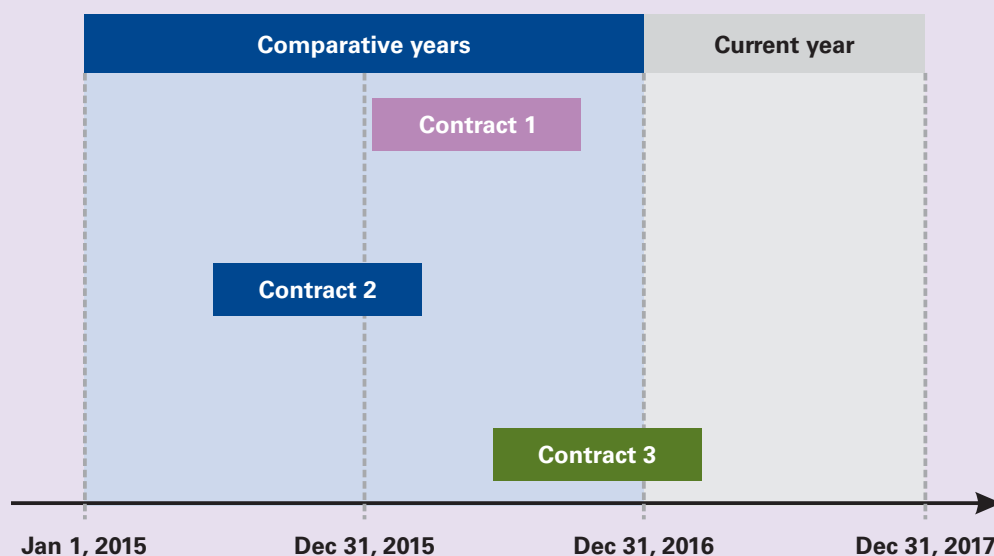 Comparative years
Current year
Contract 1
Contract 2
Contract 3
Jan 1, 2015
Dec 31, 2015
Dec 31, 2016
Dec 31, 2017